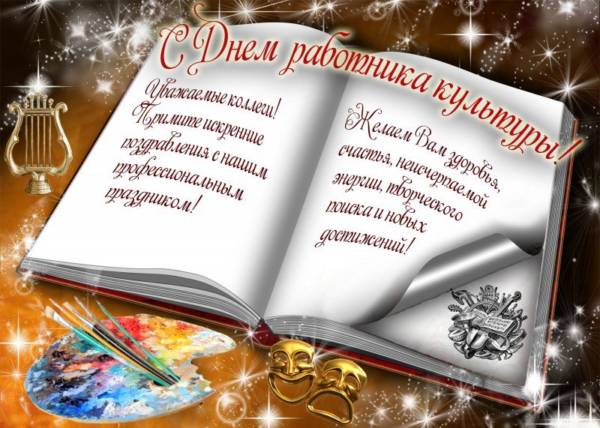 С Днем работника культуры!
Уважаемые коллеги!
Примите искренние
поздравления с нашим
профессиональным
праздником!
Желаем Вам здоровья,
счастья, неисчерпаемой
энергии, творческого
поиска и новых
достижений!